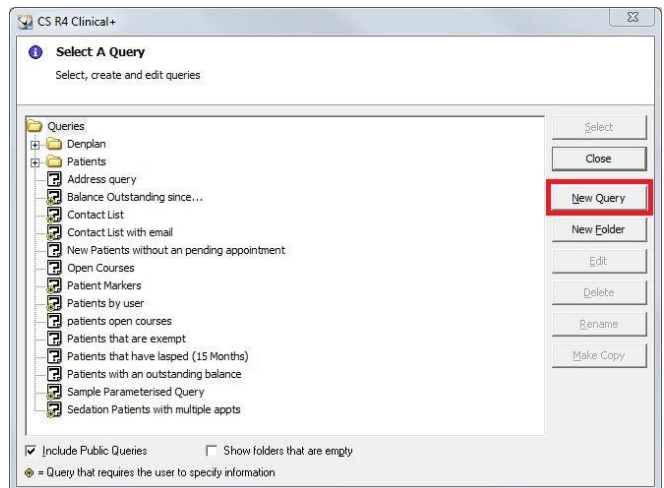 CS R4 Clinical+
Select A Query
Select, create and edit queries
Queries
Denplan
Patients
Address query
Balance Outstanding since...
Contact List
Contact List with email
New Patients without an pending appointment
Open Courses
Patient Markers
Patients by user
patients open courses
Patients that are exempt
Patients that have lasped (15 Months)
Patients with an outstanding balance
Sample Parameterised Query
Sedation Patients with multiple appts
Select
Close
New Query
New Folder
Edit
Delete
Rename
Make Copy
Include Public Queries
Show folders that are empty
= Query that requires the user to specify information